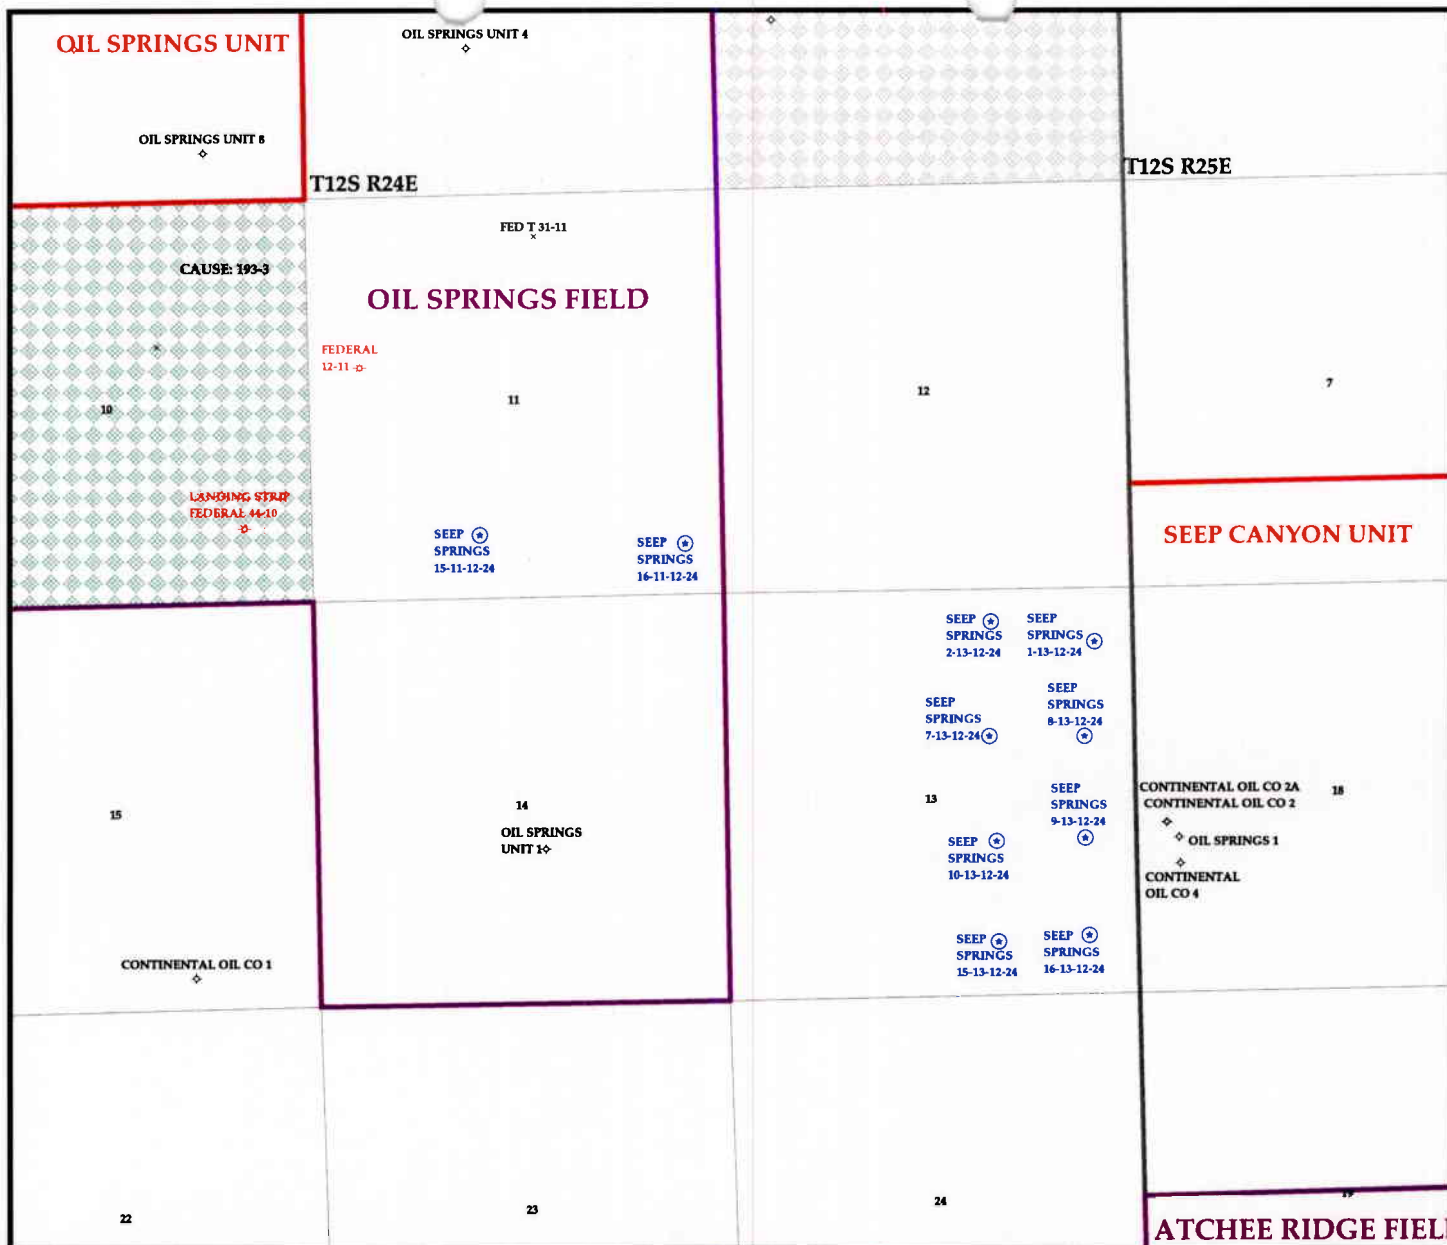 OIL SPRINGS UNIT
OIL SPRINGS UNIT 4
OIL SPRINGS UNIT 8
T12S R24E
T12S R25E
FED T 31-11
CAUSE: 193-3
OIL SPRINGS FIELD
FEDERAL
12-11
10
11
12
7
LANDING STRIP
FEDERAL 44-10
SEEP
SPRINGS
15-11-12-24
SEEP
SPRINGS
16-11-12-24
SEEP CANYON UNIT
SEEP
SPRINGS
2-13-12-24
SEEP
SPRINGS
1-13-12-24
SEEP
SPRINGS
7-13-12-24
SEEP
SPRINGS
8-13-12-24
15
14
OIL SPRINGS
UNIT 1
13
SEEP
SPRINGS
9-13-12-24
SEEP
SPRINGS
10-13-12-24
CONTINENTAL OIL CO 2A
CONTINENTAL OIL CO 2
18
OIL SPRINGS 1
CONTINENTAL
OIL CO 4
CONTINENTAL OIL CO 1
SEEP
SPRINGS
15-13-12-24
SEEP
SPRINGS
16-13-12-24
22
23
24
19
ATCHEE RIDGE FIEL